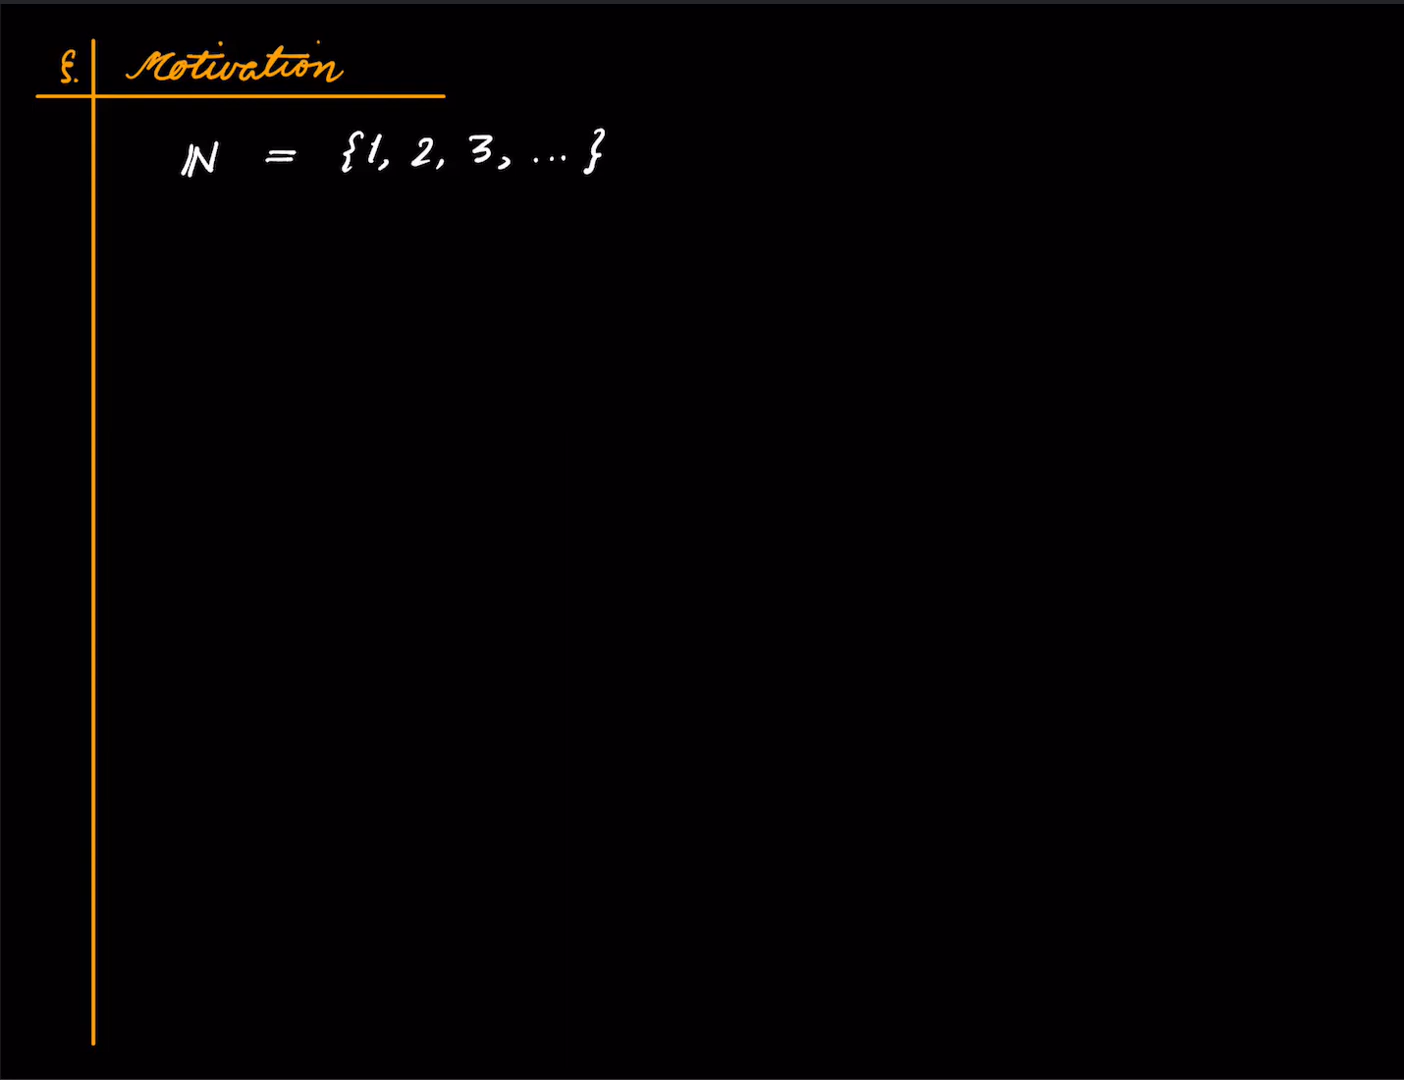 §. Motivation
ℕ = {1, 2, 3, ... }